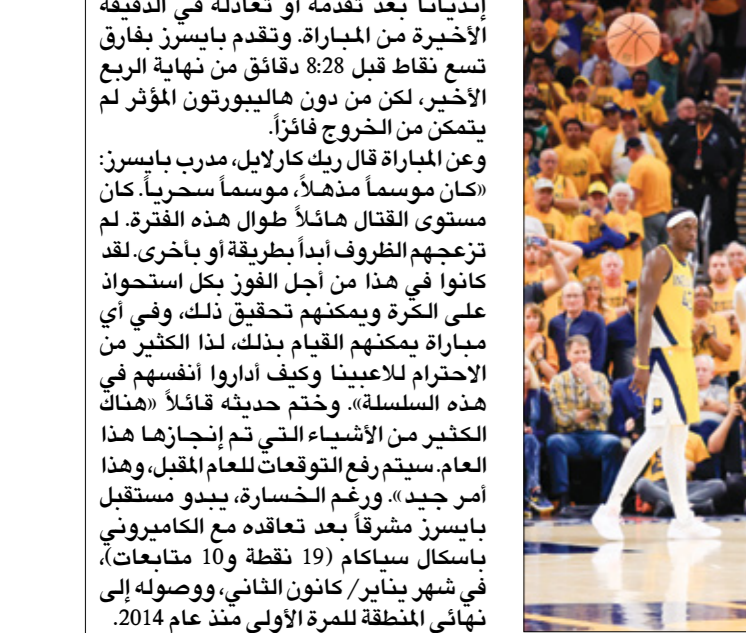 إنديانا بعد تقدمه أو تعادله في الدقيقة
الأخيرة من المباراة. وتقدم بايسرز بفارق
تسع نقاط قبل 8:28 دقائق من نهاية الربع
الأخير، لكن من دون هاليبورتون المؤثر لم
يتمكن من الخروج فائزاً.
وعن المباراة قال ريك كارلايل، مدرب بايسرز:
«كان موسماً مذهلاً، موسماً سحرياً. كان
مستوى القتال هائلاً طوال هذه الفترة. لم
تزعجهم الظروف أبداً بطريقة أو بأخرى. لقد
كانوا في هذا من أجل الفوز بكل استحواذ
على الكرة ويمكنهم تحقيق ذلك، وفي أي
مباراة يمكنهم القيام بذلك، لذا الكثير من
الاحترام للاعبينا وكيف أداروا أنفسهم في
هذه السلسلة». وختم حديثه قائلاً «هناك
الكثير من الأشياء التي تم إنجازها هذا
العام. سيتم رفع التوقعات للعام المقبل، وهذا
أمر جيد». ورغم الخسارة، يبدو مستقبل
بايسرز مشرقاً بعد تعاقده مع الكاميروني
باسكال سياكام (19 نقطة و10 متابعات)،
في شهر يناير/ كانون الثاني، ووصوله إلى
نهائي المنطقة للمرة الأولى منذ عام 2014.